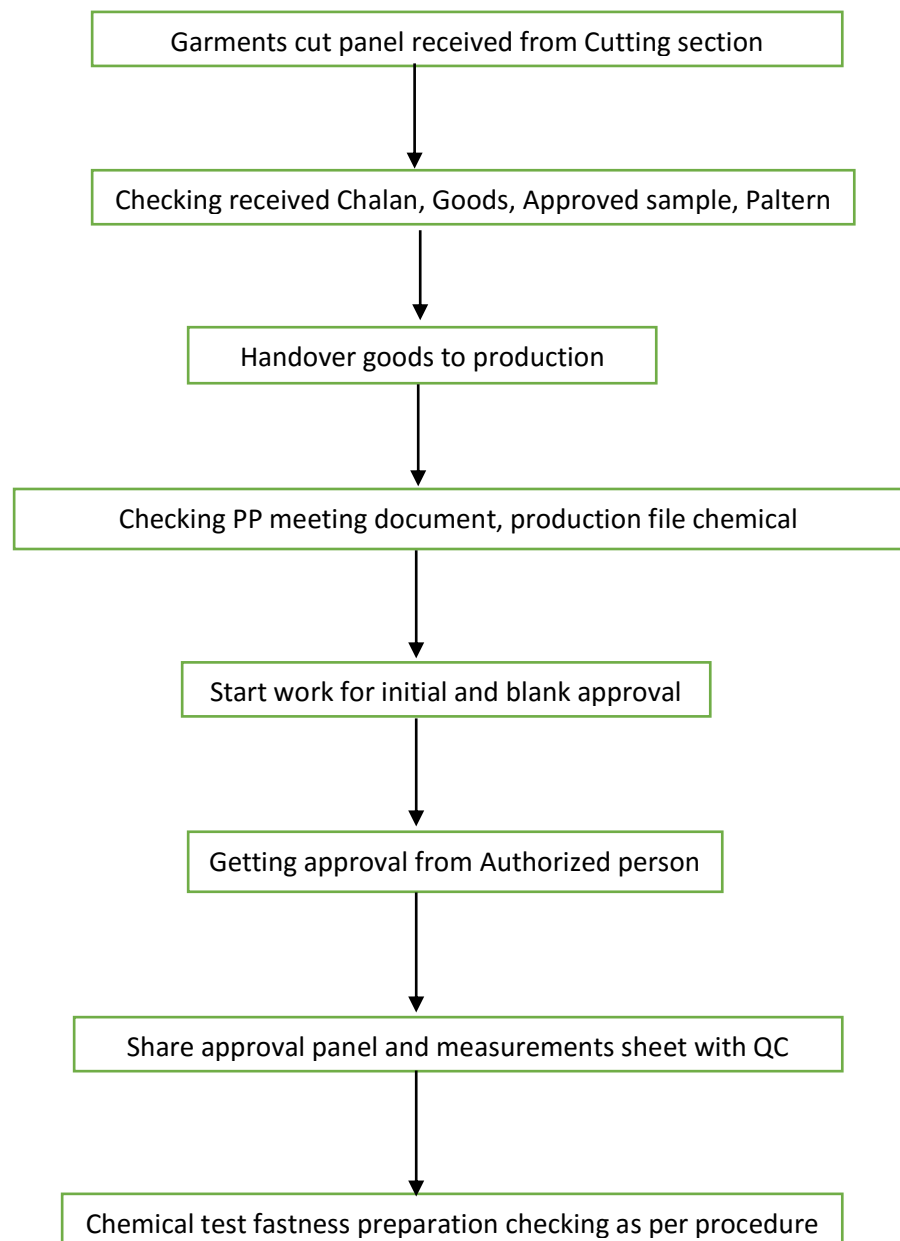 Garments cut panel received from Cutting section
Checking received Chalan, Goods, Approved sample, Paltern
Handover goods to production
Checking PP meeting document, production file chemical
Start work for initial and blank approval
Getting approval from Authorized person
Share approval panel and measurements sheet with QC
Chemical test fastness preparation checking as per procedure